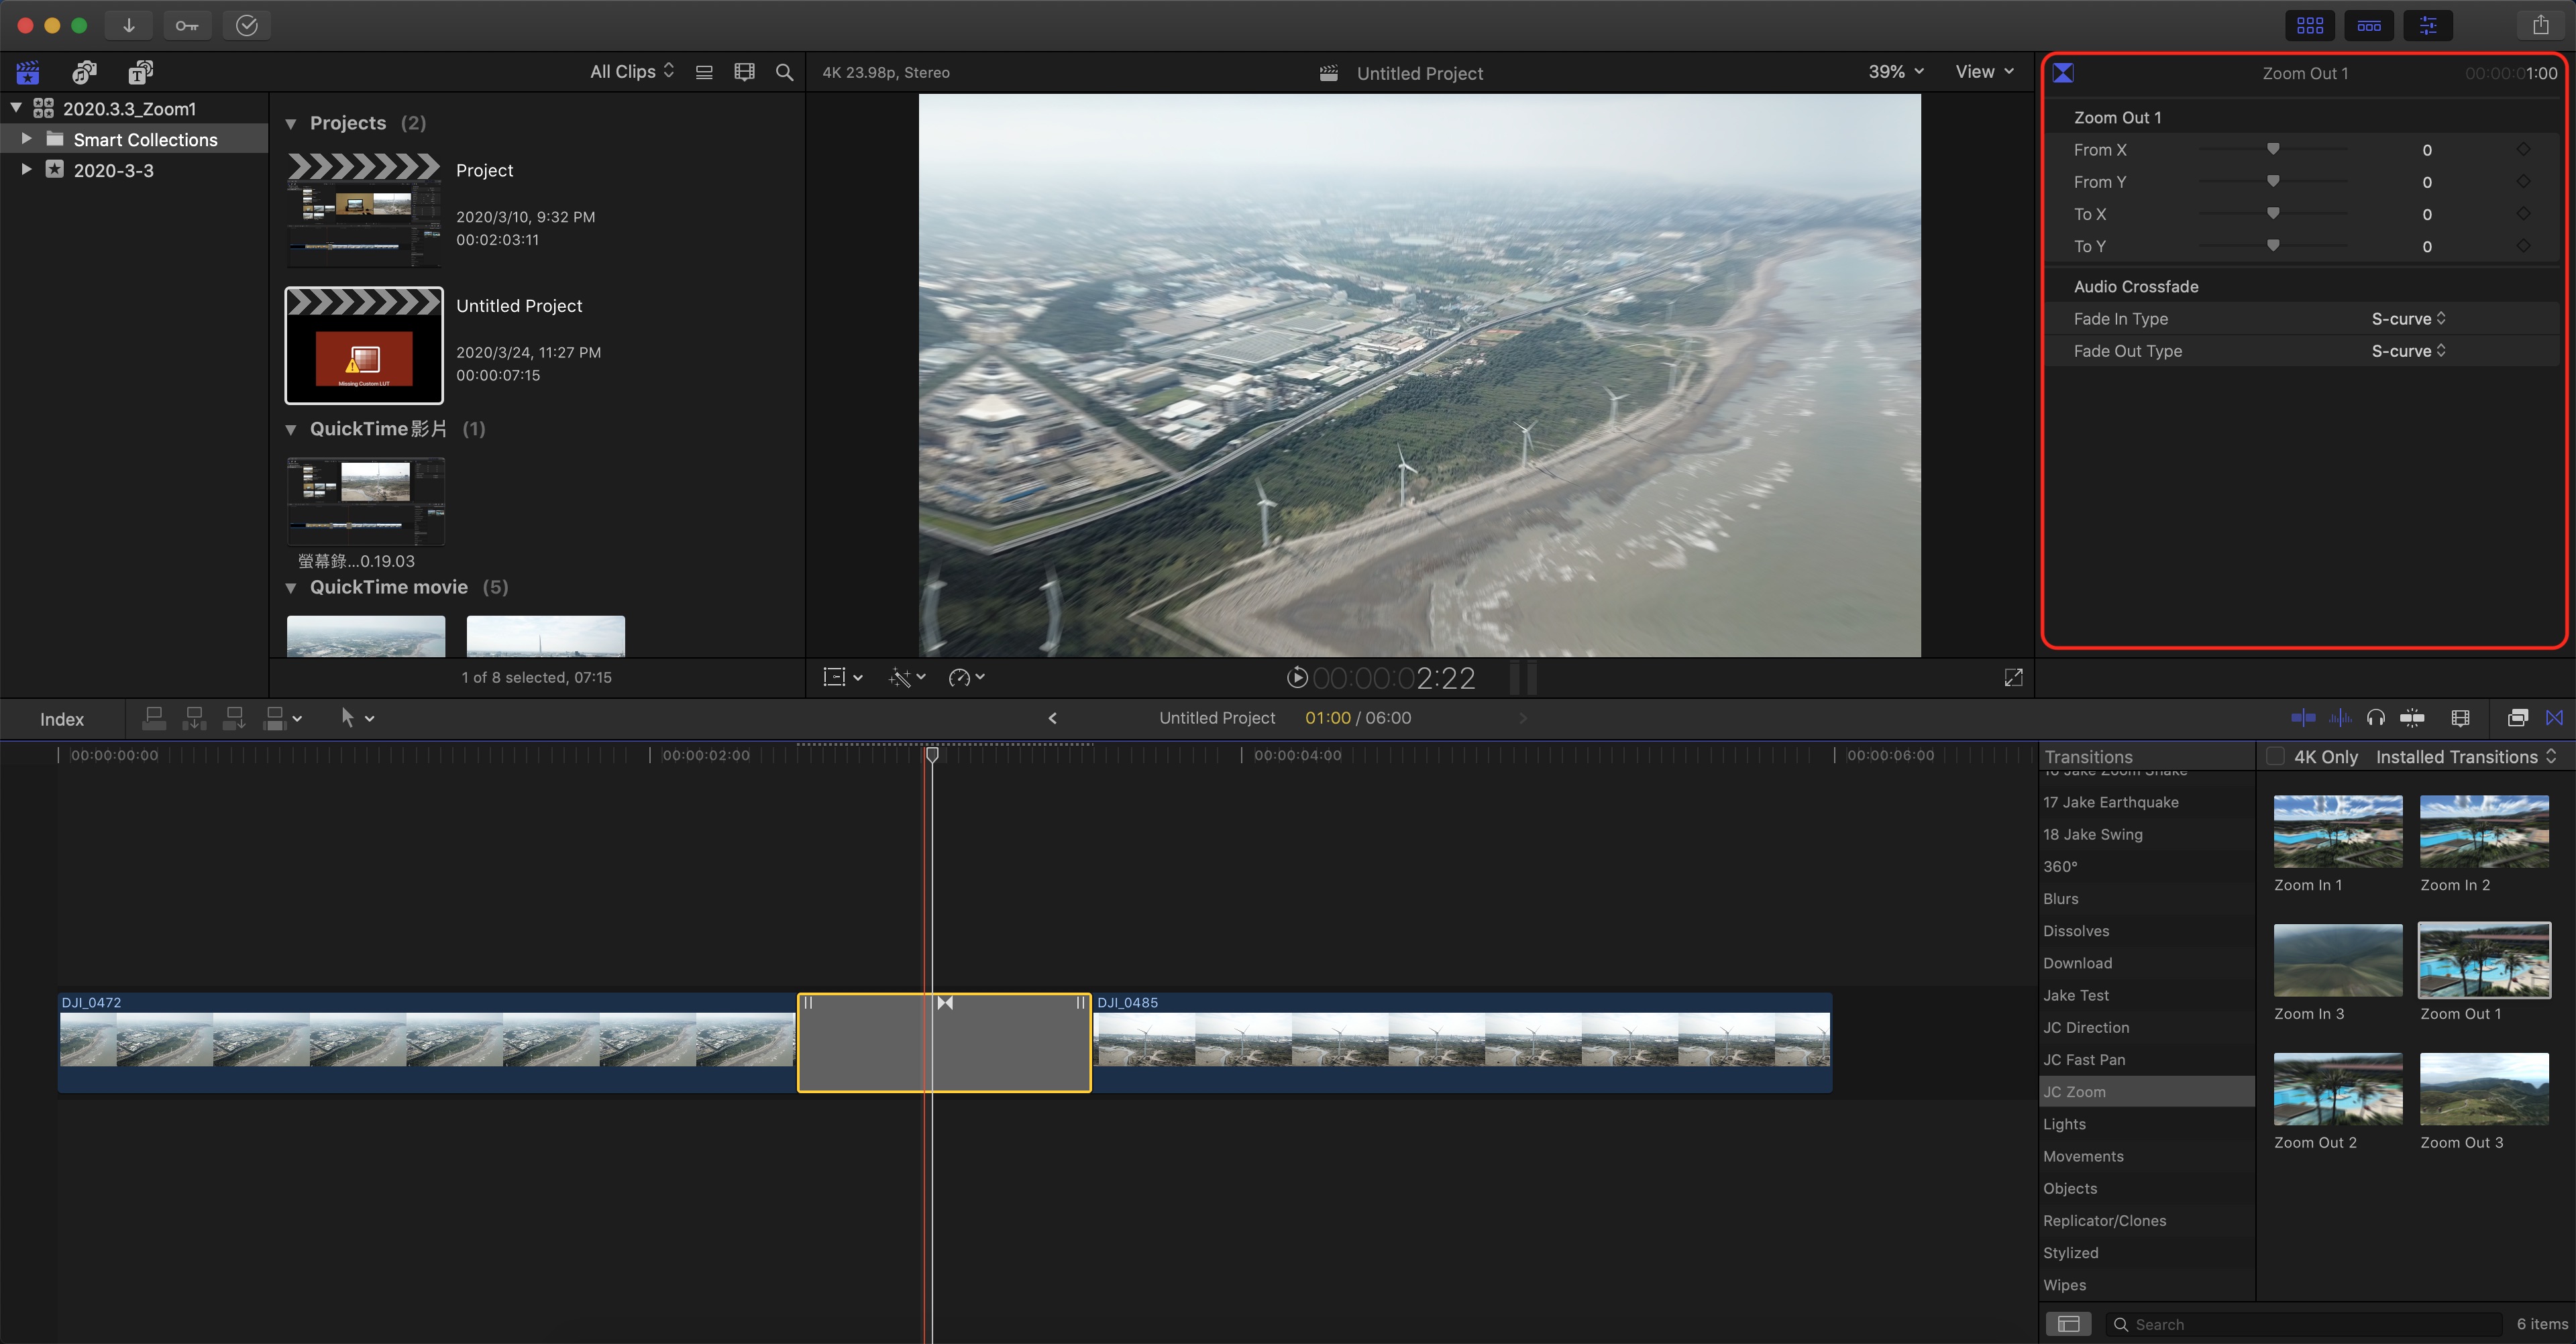 All Clips
4K 23.98p, Stereo
Untitled Project
39%
View
Zoom Out 1
00:00:01:00
2020.3.3_Zoom1
Smart Collections
2020-3-3
Projects (2)
Project
2020/3/10, 9:32 PM
00:02:03:11
Untitled Project
2020/3/24, 11:27 PM
00:00:07:15
Missing Custom LUT
QuickTime影片 (1)
螢幕錄...0.19.03
QuickTime movie (5)
1 of 8 selected, 07:15
00:00:02:22
Zoom Out 1
From X 0
From Y 0
To X 0
To Y 0
Audio Crossfade
Fade In Type S-curve
Fade Out Type S-curve
Index
Untitled Project
01:00 / 06:00
00:00:00:00
00:00:02:00
00:00:04:00
00:00:06:00
DJI_0472
DJI_0485
Transitions
4K Only
Installed Transitions
16 Jake Zoom Shake
17 Jake Earthquake
18 Jake Swing
360°
Blurs
Dissolves
Download
Jake Test
JC Direction
JC Fast Pan
JC Zoom
Lights
Movements
Objects
Replicator/Clones
Stylized
Wipes
Zoom In 1
Zoom In 2
Zoom In 3
Zoom Out 1
Zoom Out 2
Zoom Out 3
Search
6 items